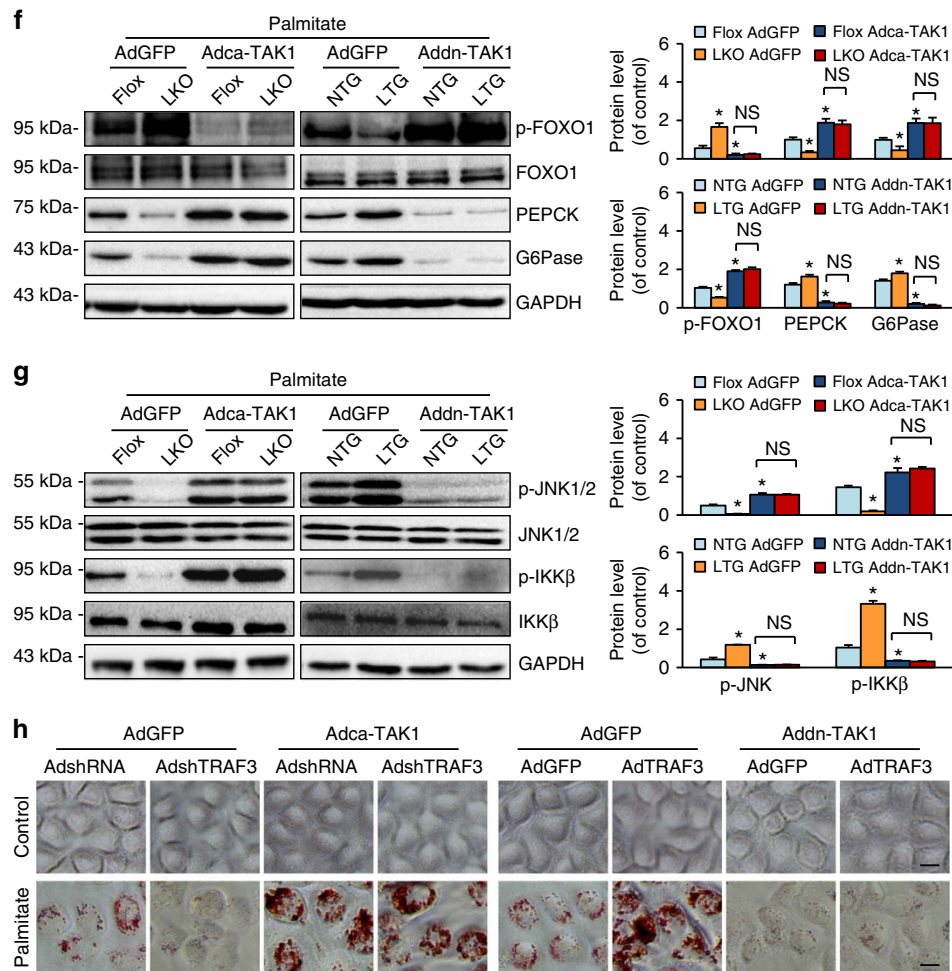 f
Palmitate
AdGFP Adca-TAK1 AdGFP Addn-TAK1
Flox LKO Flox LKO NTG LTG NTG LTG
95 kDa- p-FOXO1
95 kDa- FOXO1
75 kDa- PEPCK
43 kDa- G6Pase
43 kDa- GAPDH
Flox AdGFP Flox Adca-TAK1
LKO AdGFP LKO Adca-TAK1
Protein level
(of control)
4
2
0
* * NS * * NS * * NS
NTG AdGFP NTG Addn-TAK1
LTG AdGFP LTG Addn-TAK1
Protein level
(of control)
4
2
0
* * NS * * NS * * NS
p-FOXO1 PEPCK G6Pase
g
Palmitate
AdGFP Adca-TAK1 AdGFP Addn-TAK1
Flox LKO Flox LKO NTG LTG NTG LTG
55 kDa - p-JNK1/2
55 kDa - JNK1/2
95 kDa - p-IKKβ
95 kDa - IKKβ
43 kDa - GAPDH
Flox AdGFP Flox Adca-TAK1
LKO AdGFP LKO Adca-TAK1
Protein level
(of control)
6
4
2
0
* * NS * * NS
NTG AdGFP NTG Addn-TAK1
LTG AdGFP LTG Addn-TAK1
Protein level
(of control)
6
4
2
0
* * NS * * NS
p-JNK p-IKKβ
h
AdGFP Adca-TAK1 AdGFP Addn-TAK1
AdshRNA AdshTRAF3 AdshRNA AdshTRAF3 AdGFP AdTRAF3 AdGFP AdTRAF3
Control
Palmitate